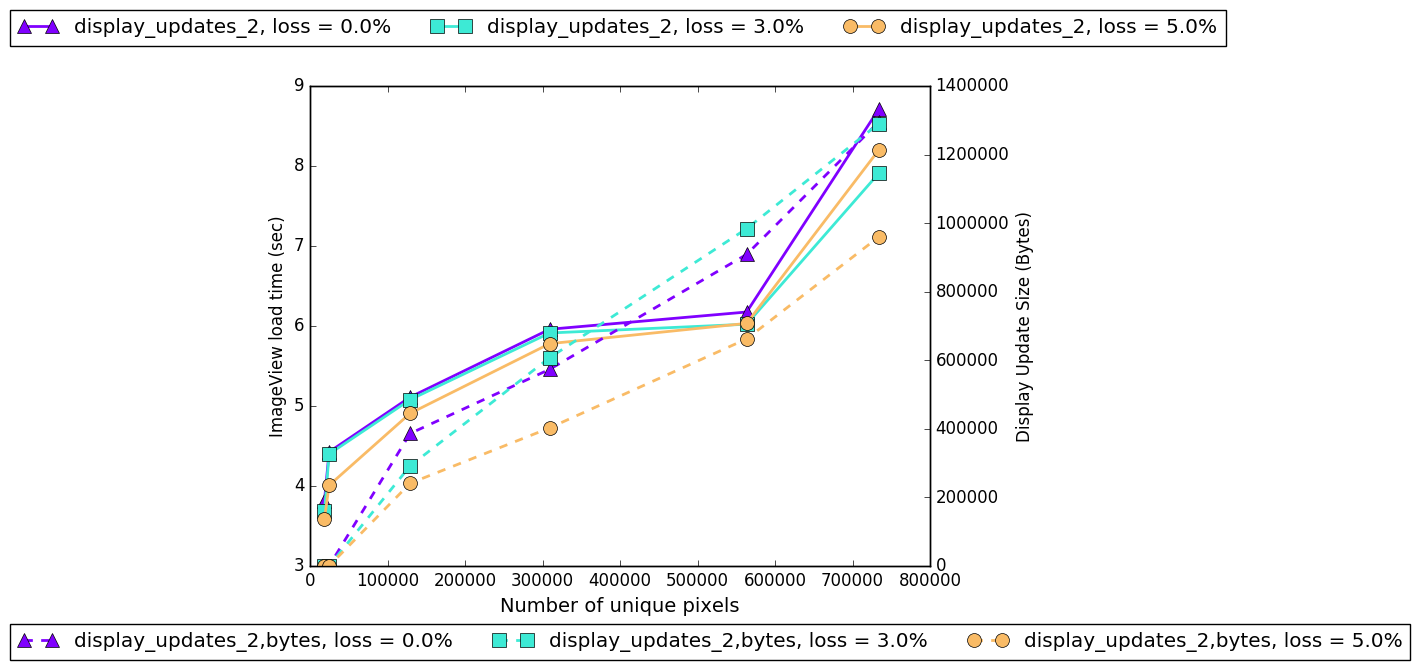 display_updates_2, loss = 0.0% display_updates_2, loss = 3.0% display_updates_2, loss = 5.0%
9 1400000
8 1200000
7 1000000
6 800000
5 600000
4 400000
3 200000
0
ImageView load time (sec)
Display Update Size (Bytes)
0 100000 200000 300000 400000 500000 600000 700000 800000
Number of unique pixels
display_updates_2,bytes, loss = 0.0% display_updates_2,bytes, loss = 3.0% display_updates_2,bytes, loss = 5.0%